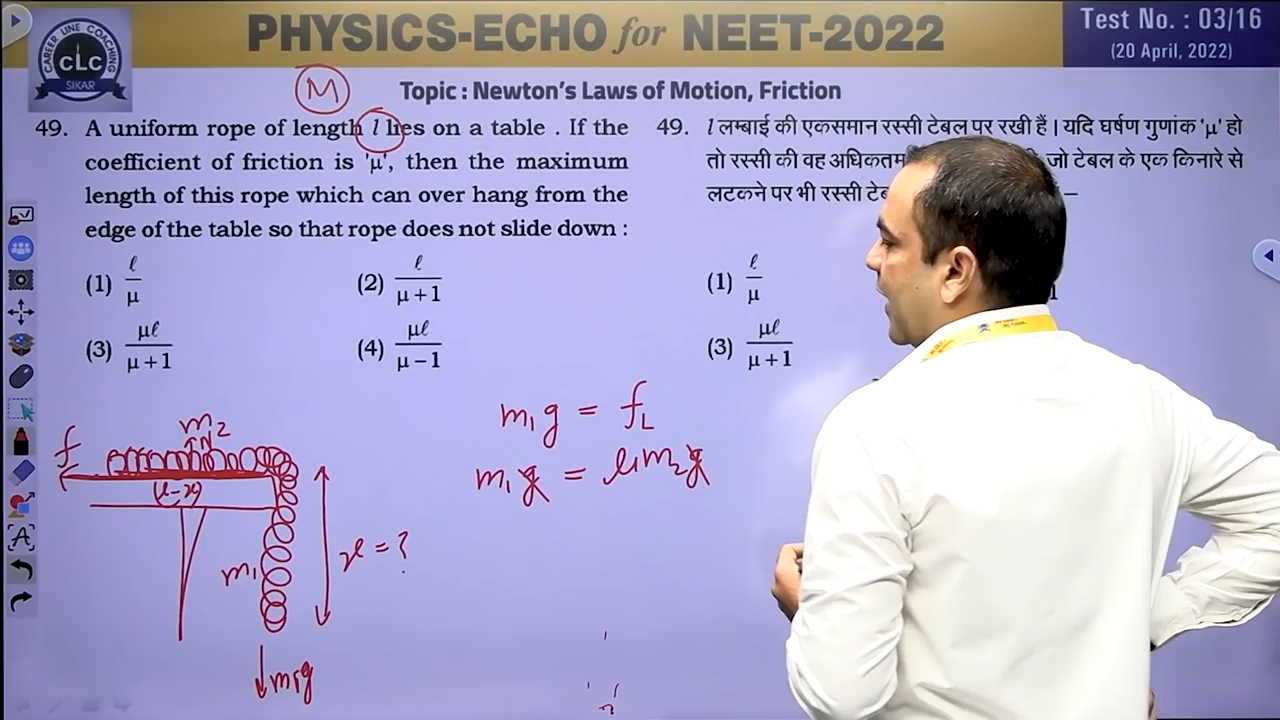 PHYSICS-ECHO for NEET-2022
Test No. : 03/16
(20 April, 2022)
CAREER LINE COACHING
CLC
SIKAR
Topic : Newton's Laws of Motion, Friction
M
49. A uniform rope of length l lies on a table . If the
coefficient of friction is 'μ', then the maximum
length of this rope which can over hang from the
edge of the table so that rope does not slide down :
(1) ℓ/μ
(2) ℓ/(μ+1)
(3) μℓ/(μ+1)
(4) μℓ/(μ−1)
49. l लम्बाई की एकसमान रस्सी टेबल पर रखी हैं। यदि घर्षण गुणांक 'μ' हो
तो रस्सी की वह अधिकतम जो टेबल के एक किनारे से
लटकने पर भी रस्सी
(1) ℓ/μ
(3) μℓ/(μ+1)
f
m₂
(l-x)
m₁
x = ?
↓m₁g
m₁g = f_L
m₁g = μm₂g